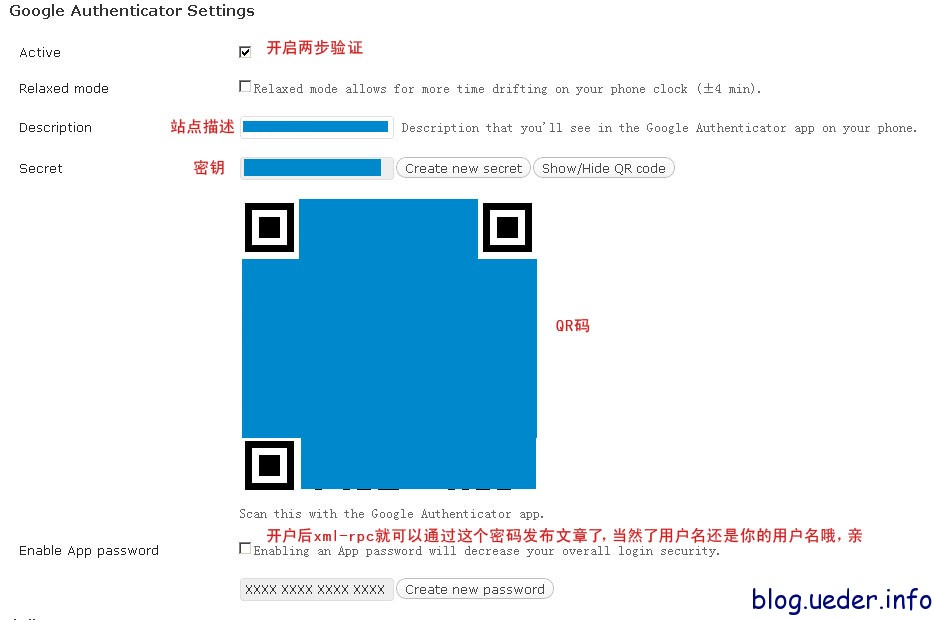 Google Authenticator Settings
Active 开启两步验证
Relaxed mode Relaxed mode allows for more time drifting on your phone clock (±4 min).
Description 站点描述 Description that you'll see in the Google Authenticator app on your phone.
Secret 密钥 Create new secret Show/Hide QR code
QR码
Scan this with the Google Authenticator app.
开户后xml-rpc就可以通过这个密码发布文章了,当然了用户名还是你的用户名哦,亲
Enable App password Enabling an App password will decrease your overall login security.
XXXX XXXX XXXX XXXX Create new password
blog.ueder.info